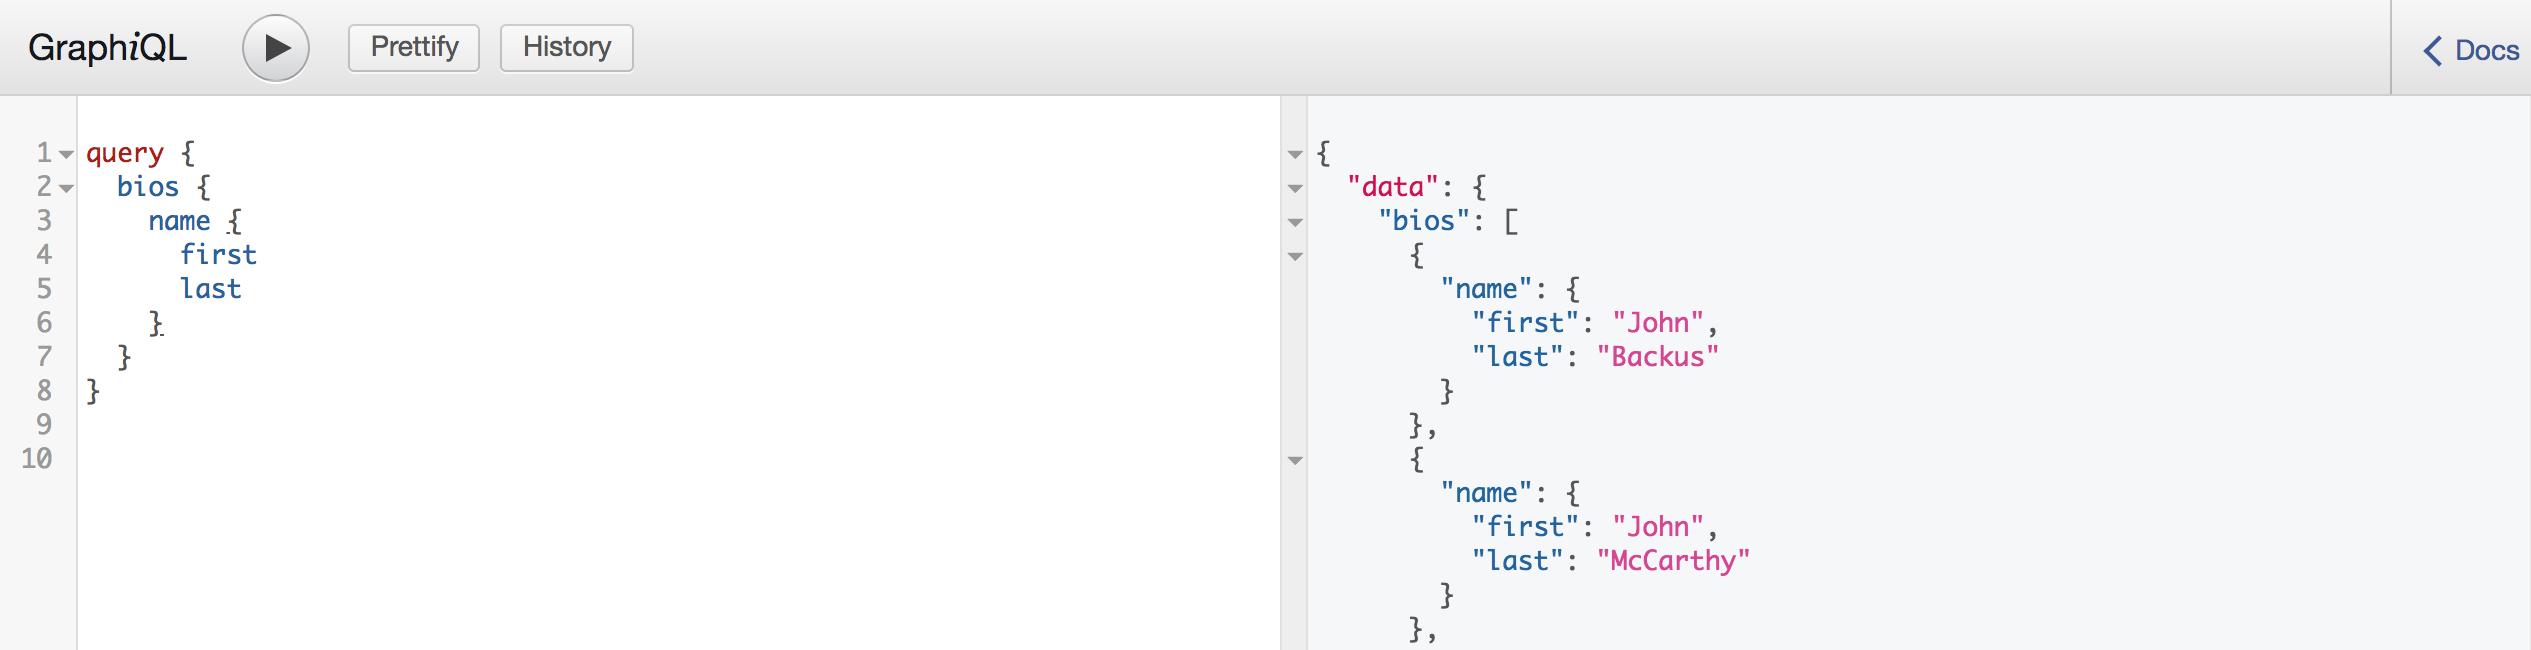 GraphiQL Prettify History Docs
1 query {
2   bios {
3     name {
4       first
5       last
6     }
7   }
8 }
9
10
{
  "data": {
    "bios": [
      {
        "name": {
          "first": "John",
          "last": "Backus"
        }
      },
      {
        "name": {
          "first": "John",
          "last": "McCarthy"
        }
      },